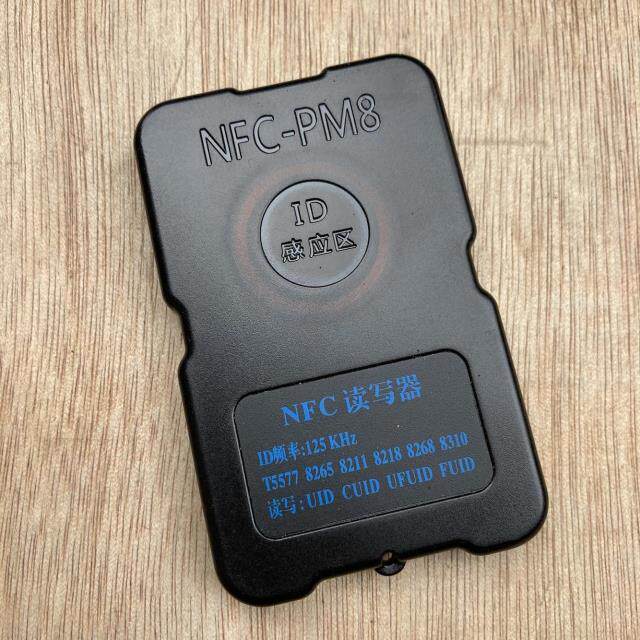 NFC-PM8
ID
感应区
NFC 读写器
ID频率:125 KHz
T5577 8265 8211 8218 8268 8310
读写: UID CUID UFUID FUID